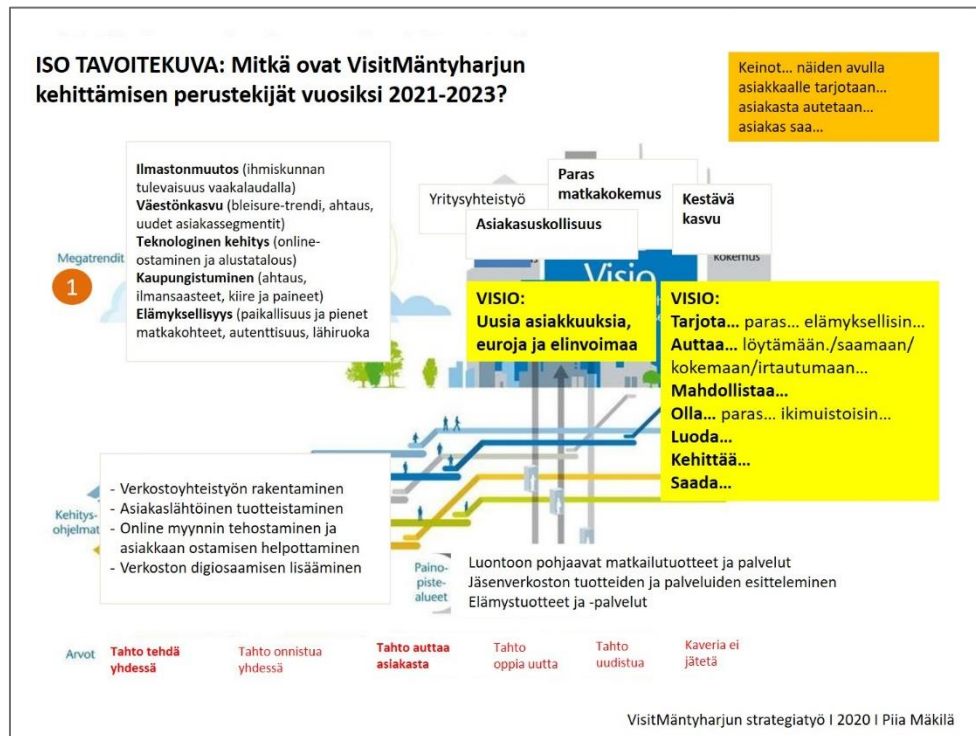 ISO TAVOITEKUVA: Mitkä ovat VisitMäntyharjun
kehittämisen perustekijät vuosiksi 2021-2023?
Keinot… näiden avulla
asiakkaalle tarjotaan…
asiakasta autetaan…
asiakas saa…
Megatrendit
1
Ilmastonmuutos (ihmiskunnan
tulevaisuus vaakalaudalla)
Väestönkasvu (bleisure-trendi, ahtaus,
uudet asiakassegmentit)
Teknologinen kehitys (online-
ostaminen ja alustatalous)
Kaupungistuminen (ahtaus,
ilmansaasteet, kiire ja paineet)
Elämyksellisyys (paikallisuus ja pienet
matkakohteet, autenttisuus, lähiruoka
Yritysyhteistyö
Paras
matkakokemus
Asiakasuskollisuus
Kestävä
kasvu
kokemus
Visio
VISIO:
Uusia asiakkuuksia,
euroja ja elinvoimaa
VISIO:
Tarjota… paras… elämyksellisin…
Auttaa… löytämään./saamaan/
kokemaan/irtautumaan…
Mahdollistaa…
Olla… paras… ikimuistoisin…
Luoda…
Kehittää…
Saada…
Kehitys-
ohjelmat
- Verkostoyhteistyön rakentaminen
- Asiakaslähtöinen tuotteistaminen
- Online myynnin tehostaminen ja
asiakkaan ostamisen helpottaminen
- Verkoston digiosaamisen lisääminen
Paino-
piste-
alueet
Luontoon pohjaavat matkailutuotteet ja palvelut
Jäsenverkoston tuotteiden ja palveluiden esitteleminen
Elämystuotteet ja -palvelut
Arvot
Tahto tehdä
yhdessä
Tahto onnistua
yhdessä
Tahto auttaa
asiakasta
Tahto
oppia uutta
Tahto
uudistua
Kaveria ei
jätetä
VisitMäntyharjun strategiatyö I 2020 I Piia Mäkilä